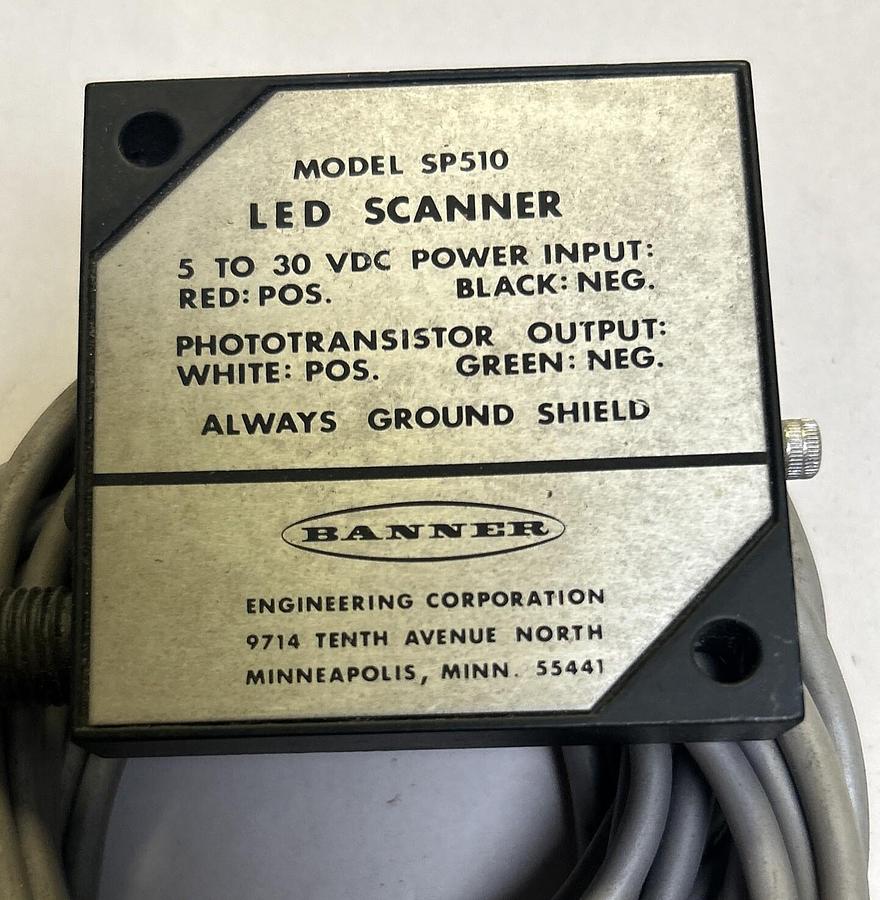 MODEL SP510
LED SCANNER
5 TO 30 VDC POWER INPUT:
RED: POS. BLACK: NEG.
PHOTOTRANSISTOR OUTPUT:
WHITE: POS. GREEN: NEG.
ALWAYS GROUND SHIELD
BANNER
ENGINEERING CORPORATION
9714 TENTH AVENUE NORTH
MINNEAPOLIS, MINN. 55441